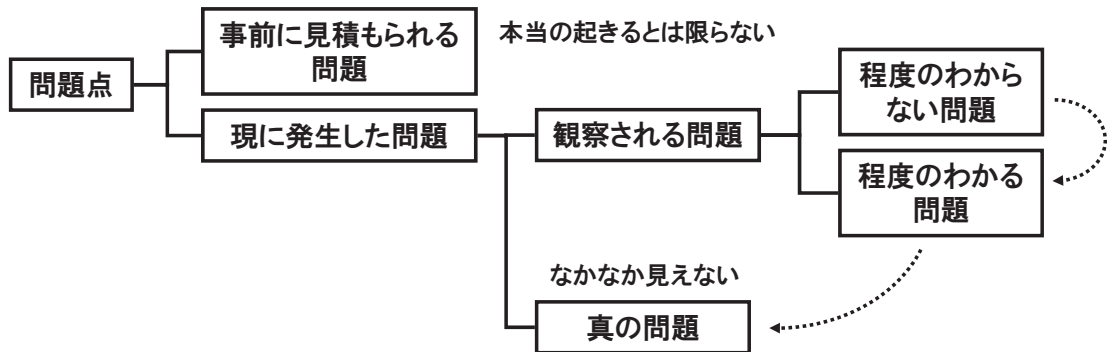 事前に見積もられる
問題
本当の起きるとは限らない
問題点
現に発生した問題
観察される問題
程度のわから
ない問題
程度のわかる
問題
なかなか見えない
真の問題